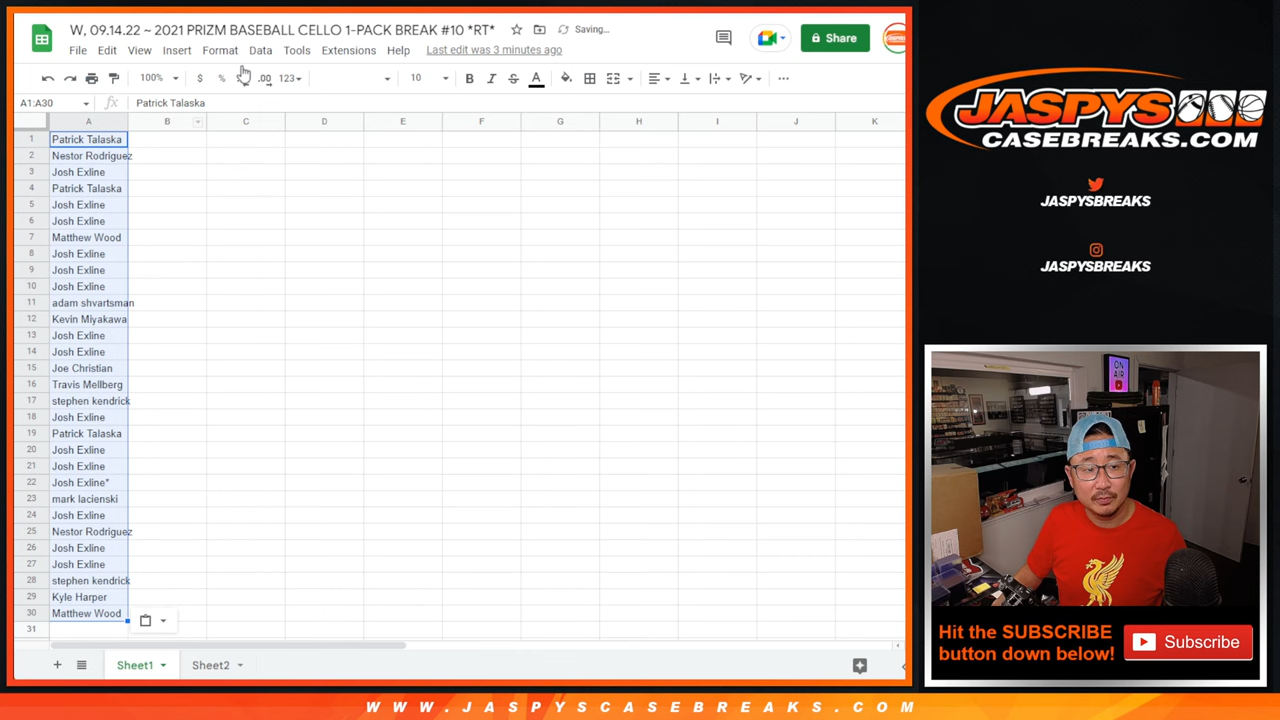 W, 09.14.22 ~ 2021 PRIZM BASEBALL CELLO 1-PACK BREAK #10 *RT*
Saving...
File Edit View Insert Format Data Tools Extensions Help Last edit was 3 minutes ago
Share
100% $ % .00 123 10 B I S A
A1:A30 fx Patrick Talaska
A B C D E F G H I J K
1 Patrick Talaska
2 Nestor Rodriguez
3 Josh Exline
4 Patrick Talaska
5 Josh Exline
6 Josh Exline
7 Matthew Wood
8 Josh Exline
9 Josh Exline
10 Josh Exline
11 adam shvartsman
12 Kevin Miyakawa
13 Josh Exline
14 Josh Exline
15 Joe Christian
16 Travis Mellberg
17 stephen kendrick
18 Josh Exline
19 Patrick Talaska
20 Josh Exline
21 Josh Exline
22 Josh Exline*
23 mark lacienski
24 Josh Exline
25 Nestor Rodriguez
26 Josh Exline
27 Josh Exline
28 stephen kendrick
29 Kyle Harper
30 Matthew Wood
31
Sheet1 Sheet2
JASPYS
CASEBREAKS.COM
JASPYSBREAKS
JASPYSBREAKS
ON
AIR
Hit the SUBSCRIBE
button down below!
Subscribe
WWW.JASPYSCASEBREAKS.COM